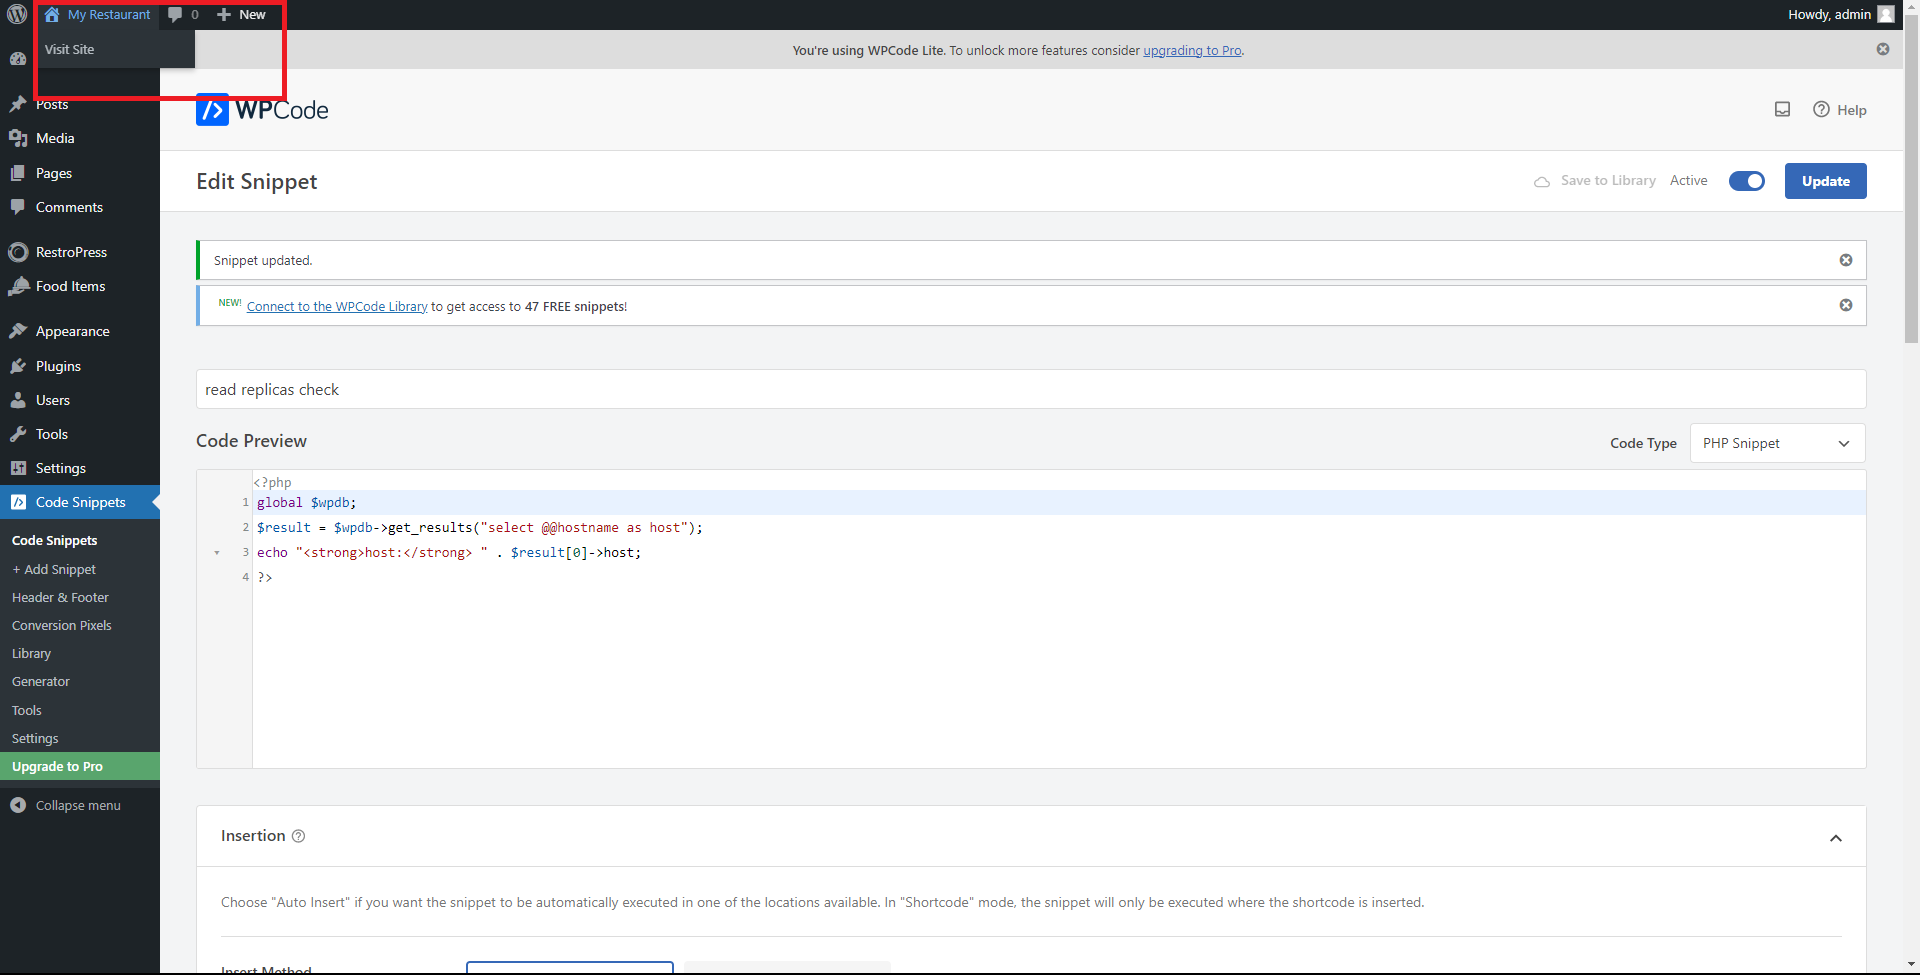 My Restaurant 0 New
Howdy, admin
Visit Site
You're using WPCode Lite. To unlock more features consider upgrading to Pro.
Posts
Media
Pages
Comments
RestroPress
Food Items
Appearance
Plugins
Users
Tools
Settings
Code Snippets
Code Snippets
+ Add Snippet
Header & Footer
Conversion Pixels
Library
Generator
Tools
Settings
Upgrade to Pro
Collapse menu
WPCode
Help
Edit Snippet
Save to Library Active Update
Snippet updated.
NEW! Connect to the WPCode Library to get access to 47 FREE snippets!
read replicas check
Code Preview
Code Type PHP Snippet
<?php
1 global $wpdb;
2 $result = $wpdb->get_results("select @@hostname as host");
3 echo "<strong>host:</strong> " . $result[0]->host;
4 ?>
Insertion
Choose "Auto Insert" if you want the snippet to be automatically executed in one of the locations available. In "Shortcode" mode, the snippet will only be executed where the shortcode is inserted.
Insert Method